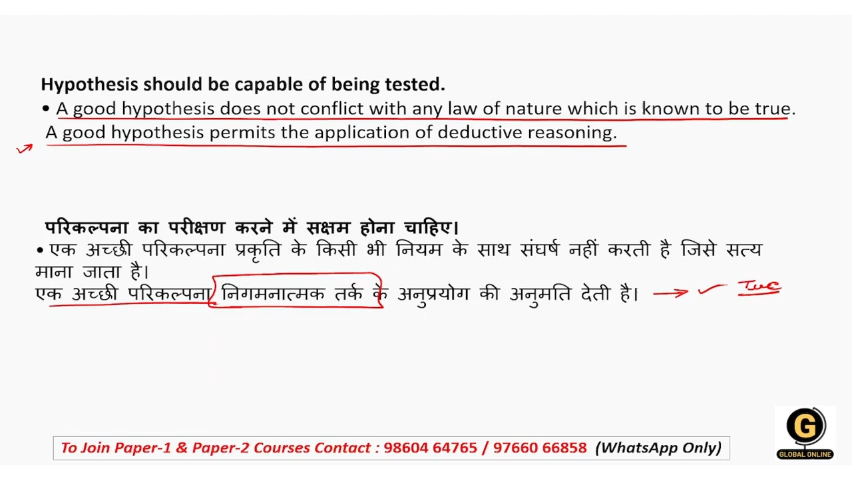 Hypothesis should be capable of being tested.
• A good hypothesis does not conflict with any law of nature which is known to be true.
A good hypothesis permits the application of deductive reasoning.
परिकल्पना का परीक्षण करने में सक्षम होना चाहिए।
• एक अच्छी परिकल्पना प्रकृति के किसी भी नियम के साथ संघर्ष नहीं करती है जिसे सत्य
माना जाता है।
एक अच्छी परिकल्पना निगमनात्मक तर्क के अनुप्रयोग की अनुमति देती है।
G
GLOBAL ONLINE
To Join Paper-1 & Paper-2 Courses Contact : 98604 64765 / 97660 66858 (WhatsApp Only)